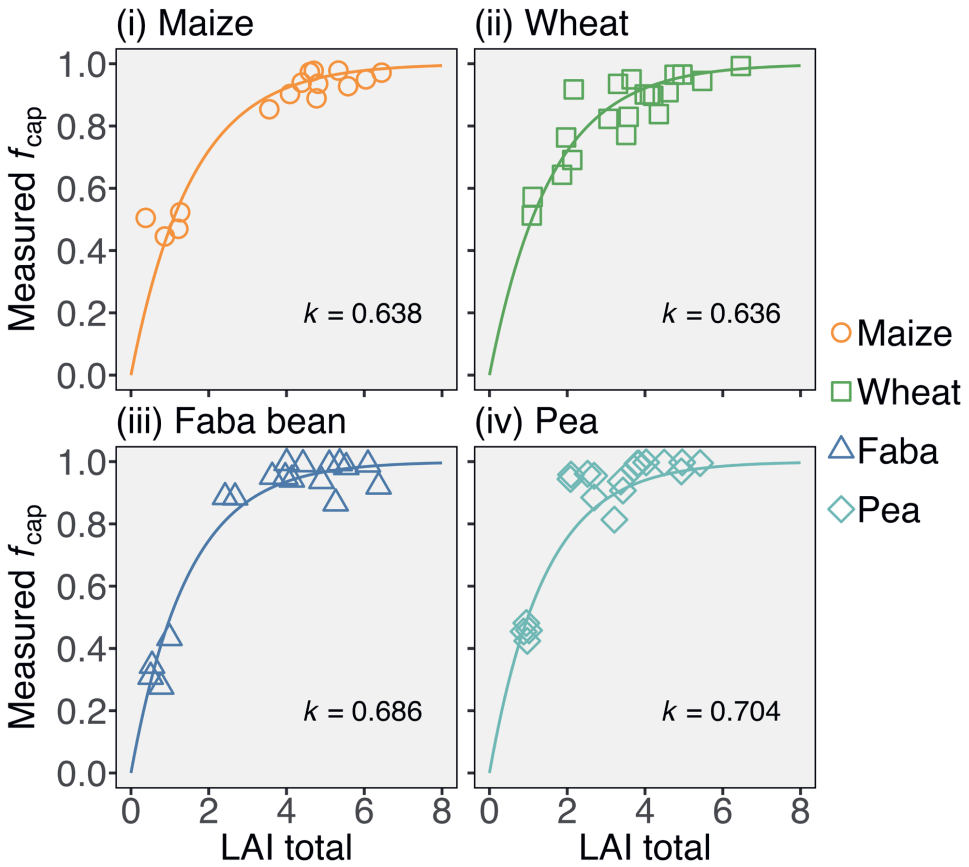 (i) Maize
(ii) Wheat
Measured fcap
1.0
0.8
0.6
0.4
0.2
0.0
k = 0.638
k = 0.636
(iii) Faba bean
(iv) Pea
Measured fcap
1.0
0.8
0.6
0.4
0.2
0.0
k = 0.686
k = 0.704
0 2 4 6 8
0 2 4 6 8
LAI total
LAI total
Maize
Wheat
Faba
Pea